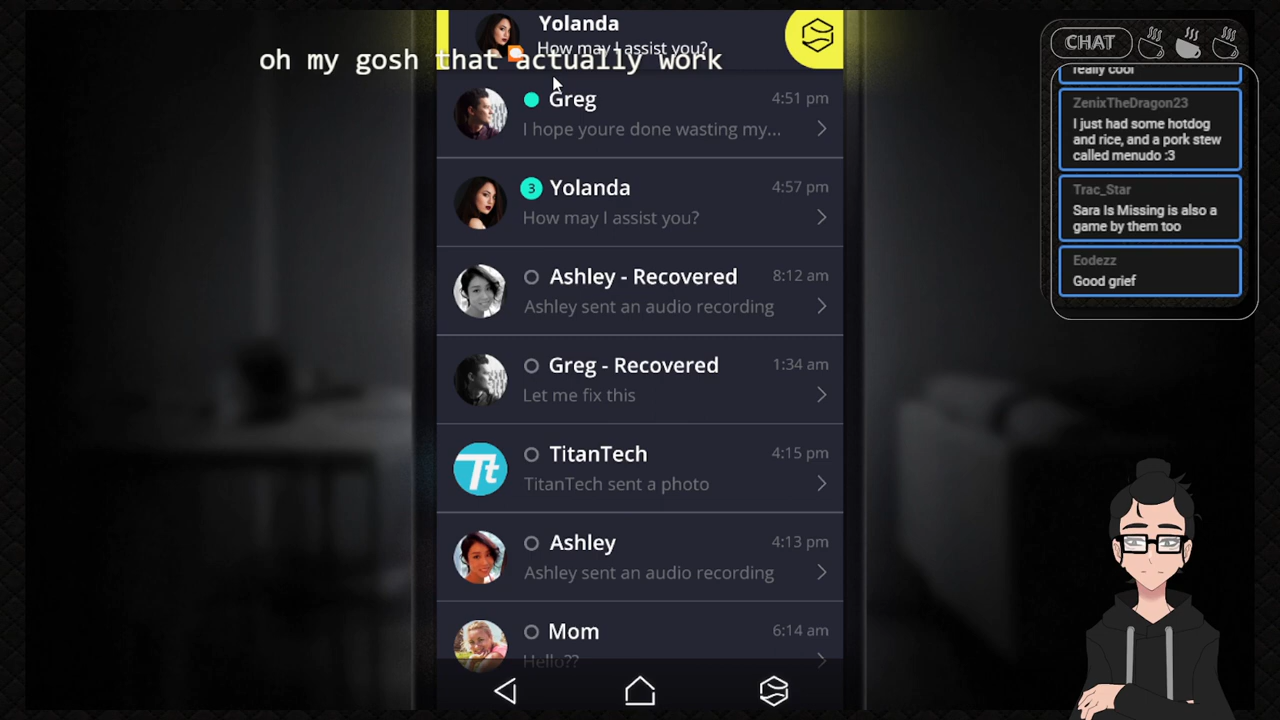 Yolanda
How may I assist you?
oh my gosh that actually work
Greg
4:51 pm
I hope youre done wasting my...
3
Yolanda
4:57 pm
How may I assist you?
Ashley - Recovered
8:12 am
Ashley sent an audio recording
Greg - Recovered
1:34 am
Let me fix this
Tt
TitanTech
4:15 pm
TitanTech sent a photo
Ashley
4:13 pm
Ashley sent an audio recording
Mom
6:14 am
Hello??
CHAT
really cool
ZenixTheDragon23
I just had some hotdog
and rice, and a pork stew
called menudo :3
Trac_Star
Sara Is Missing is also a
game by them too
Eodezz
Good grief